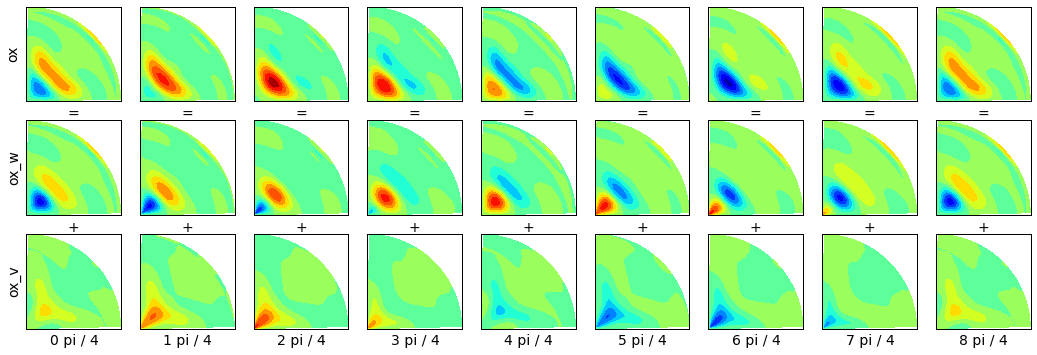 ox
= = = = = = = = =
ox_w
+ + + + + + + + +
ox_v
0 pi / 4 1 pi / 4 2 pi / 4 3 pi / 4 4 pi / 4 5 pi / 4 6 pi / 4 7 pi / 4 8 pi / 4